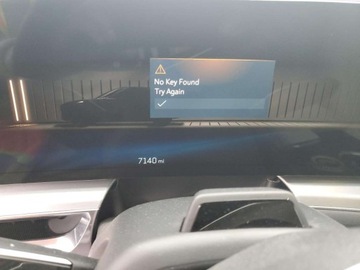 No Key Found
Try Again
7140 mi